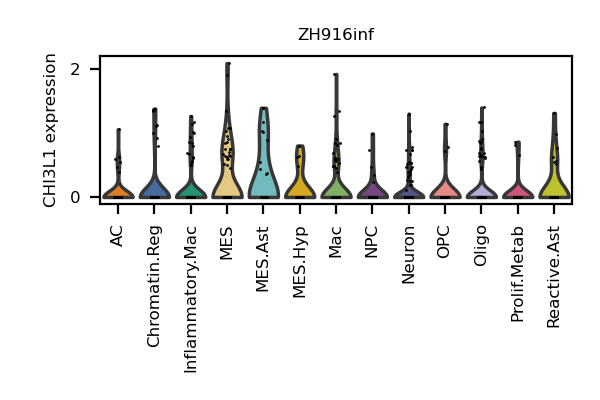 ZH916inf
CHI3L1 expression
2
0
AC
Chromatin.Reg
Inflammatory.Mac
MES
MES.Ast
MES.Hyp
Mac
NPC
Neuron
OPC
Oligo
Prolif.Metab
Reactive.Ast